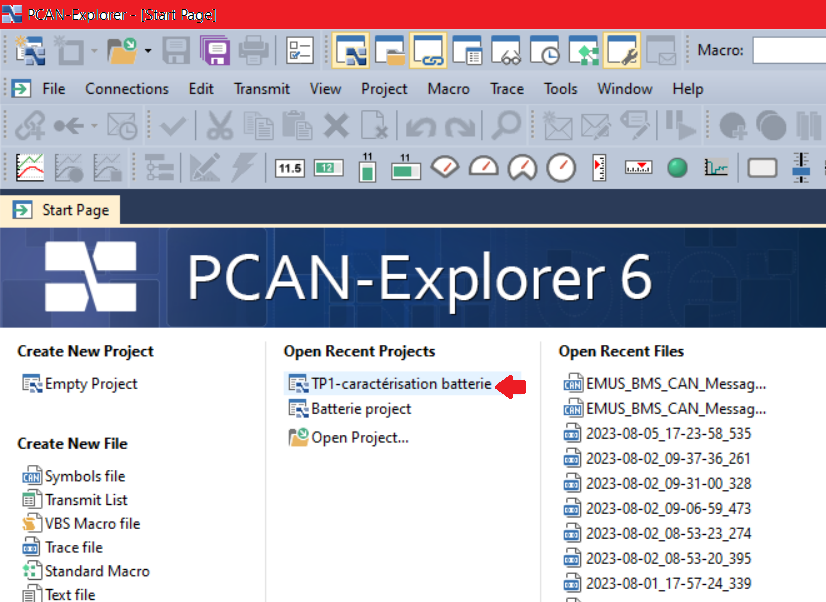 PCAN-Explorer - [Start Page]
Macro:
File Connections Edit Transmit View Project Macro Trace Tools Window Help
11.5 12 11 11
Start Page
PCAN-Explorer 6
Create New Project
Empty Project
Create New File
CAN Symbols file
Transmit List
VBS Macro file
Trace file
Standard Macro
Text file
Open Recent Projects
TP1-caractérisation batterie
Batterie project
Open Project...
Open Recent Files
CAN EMUS_BMS_CAN_Messag...
CAN EMUS_BMS_CAN_Messag...
2023-08-05_17-23-58_535
2023-08-02_09-37-36_261
2023-08-02_09-31-00_328
2023-08-02_09-06-59_473
2023-08-02_08-53-23_274
2023-08-02_08-53-20_395
2023-08-01_17-57-24_339